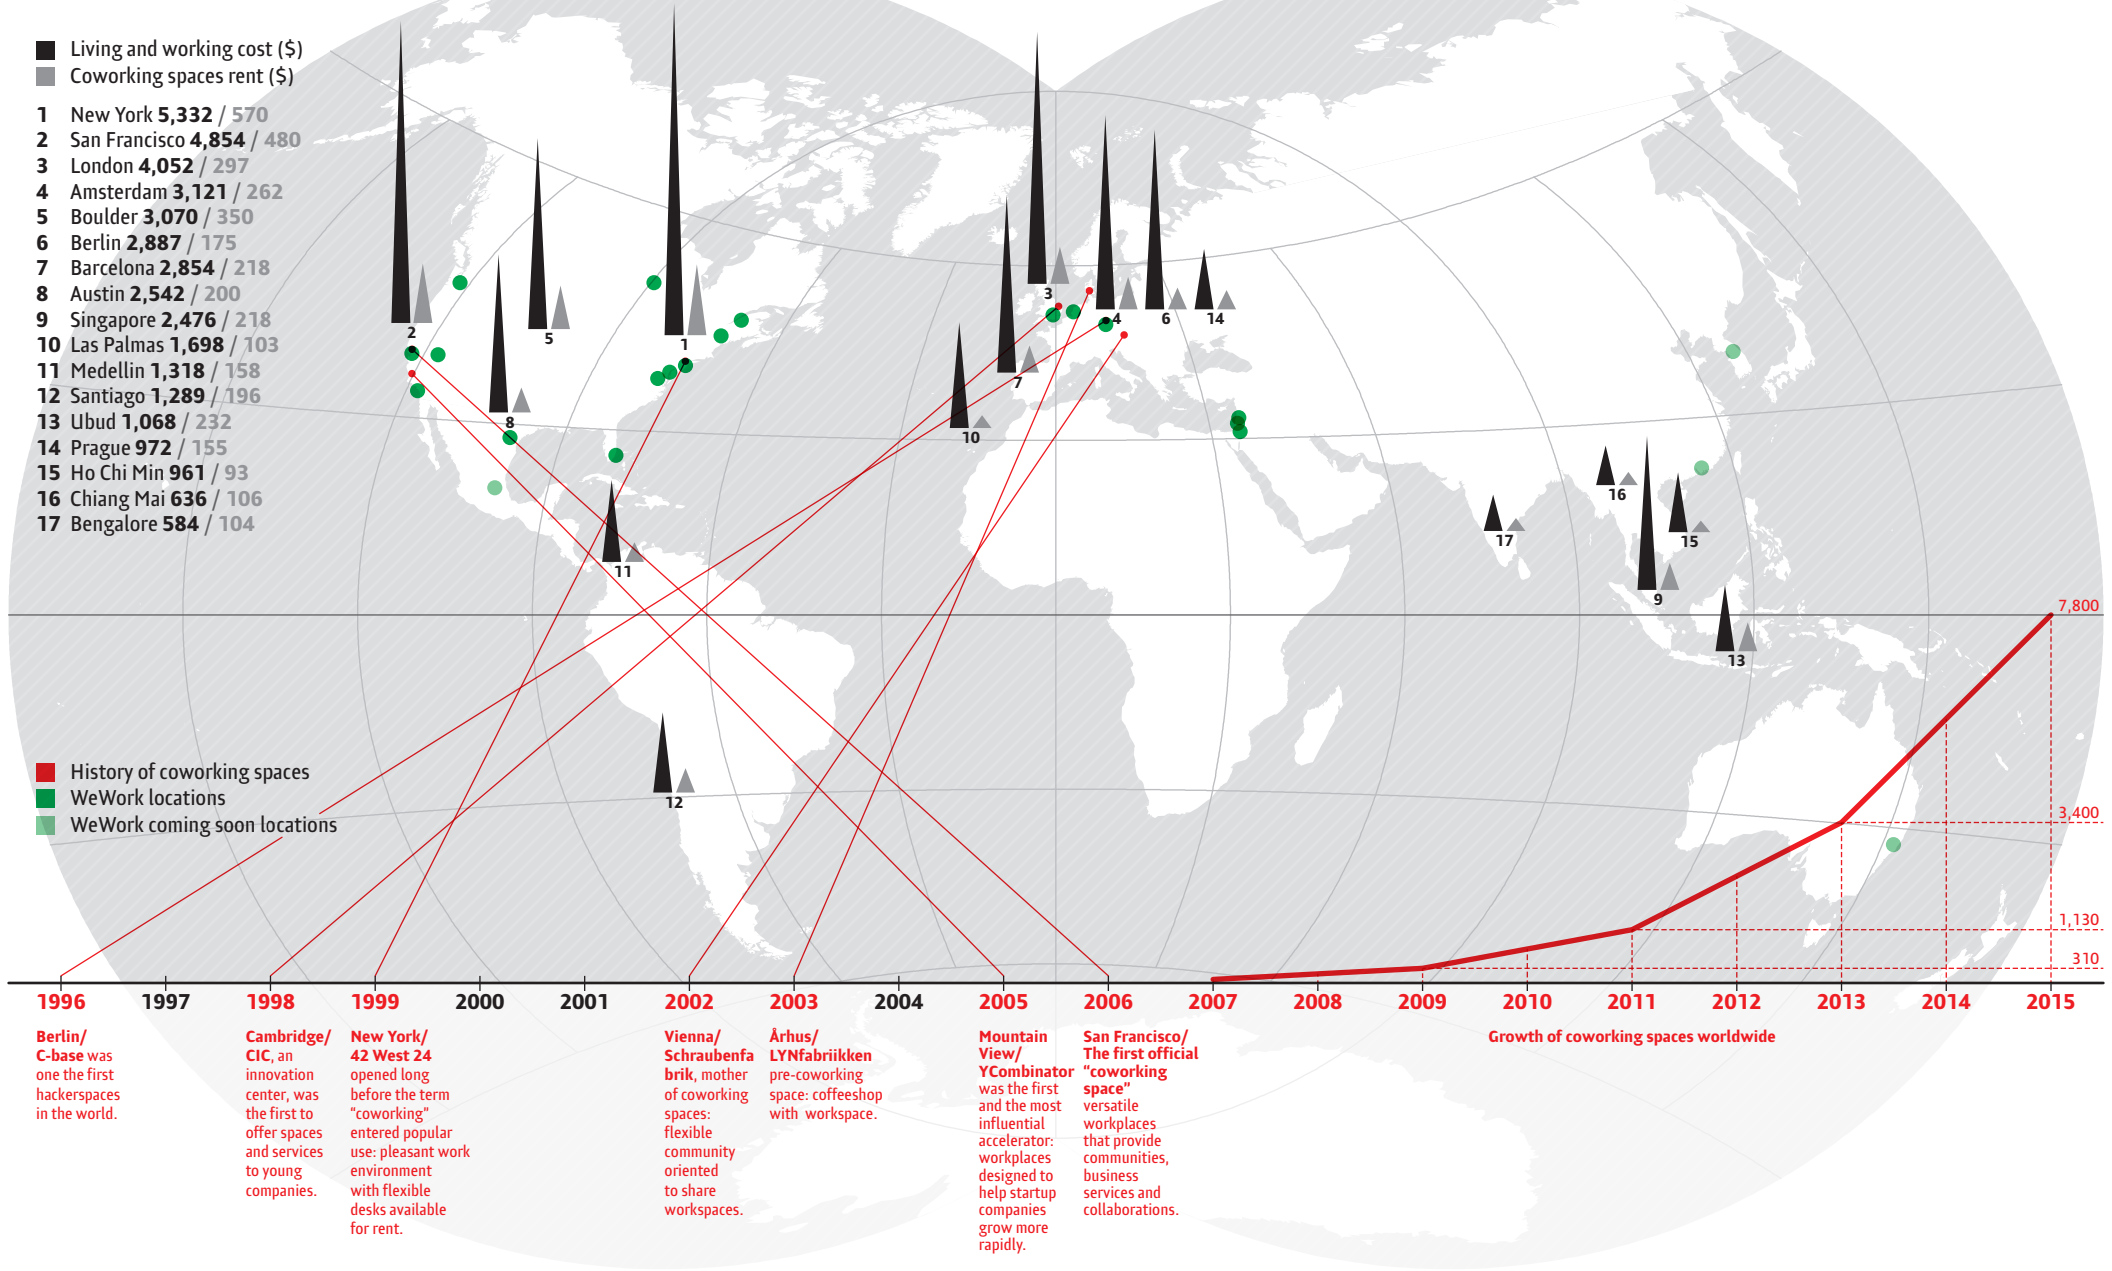 Living and working cost ($)
Coworking spaces rent ($)
1 New York 5,332 / 570
2 San Francisco 4,854 / 480
3 London 4,052 / 297
4 Amsterdam 3,121 / 262
5 Boulder 3,070 / 350
6 Berlin 2,887 / 175
7 Barcelona 2,854 / 218
8 Austin 2,542 / 200
9 Singapore 2,476 / 218
10 Las Palmas 1,698 / 103
11 Medellin 1,318 / 158
12 Santiago 1,289 / 196
13 Ubud 1,068 / 232
14 Prague 972 / 155
15 Ho Chi Min 961 / 93
16 Chiang Mai 636 / 106
17 Bengalore 584 / 104
2
5
1
8
11
12
3
4
6
14
7
10
16
17
15
9
13
History of coworking spaces
WeWork locations
WeWork coming soon locations
7,800
3,400
1,130
310
1996 1997 1998 1999 2000 2001 2002 2003 2004 2005 2006 2007 2008 2009 2010 2011 2012 2013 2014 2015
Berlin/
C-base was
one the first
hackerspaces
in the world.
Cambridge/
CIC, an
innovation
center, was
the first to
offer spaces
and services
to young
companies.
New York/
42 West 24
opened long
before the term
“coworking”
entered popular
use: pleasant work
environment
with flexible
desks available
for rent.
Vienna/
Schraubenfa
brik, mother
of coworking
spaces:
flexible
community
oriented
to share
workspaces.
Århus/
LYNfabriikken
pre-coworking
space: coffeeshop
with workspace.
Mountain
View/
YCombinator
was the first
and the most
influential
accelerator:
workplaces
designed to
help startup
companies
grow more
rapidly.
San Francisco/
The first official
“coworking
space”
versatile
workplaces
that provide
communities,
business
services and
collaborations.
Growth of coworking spaces worldwide